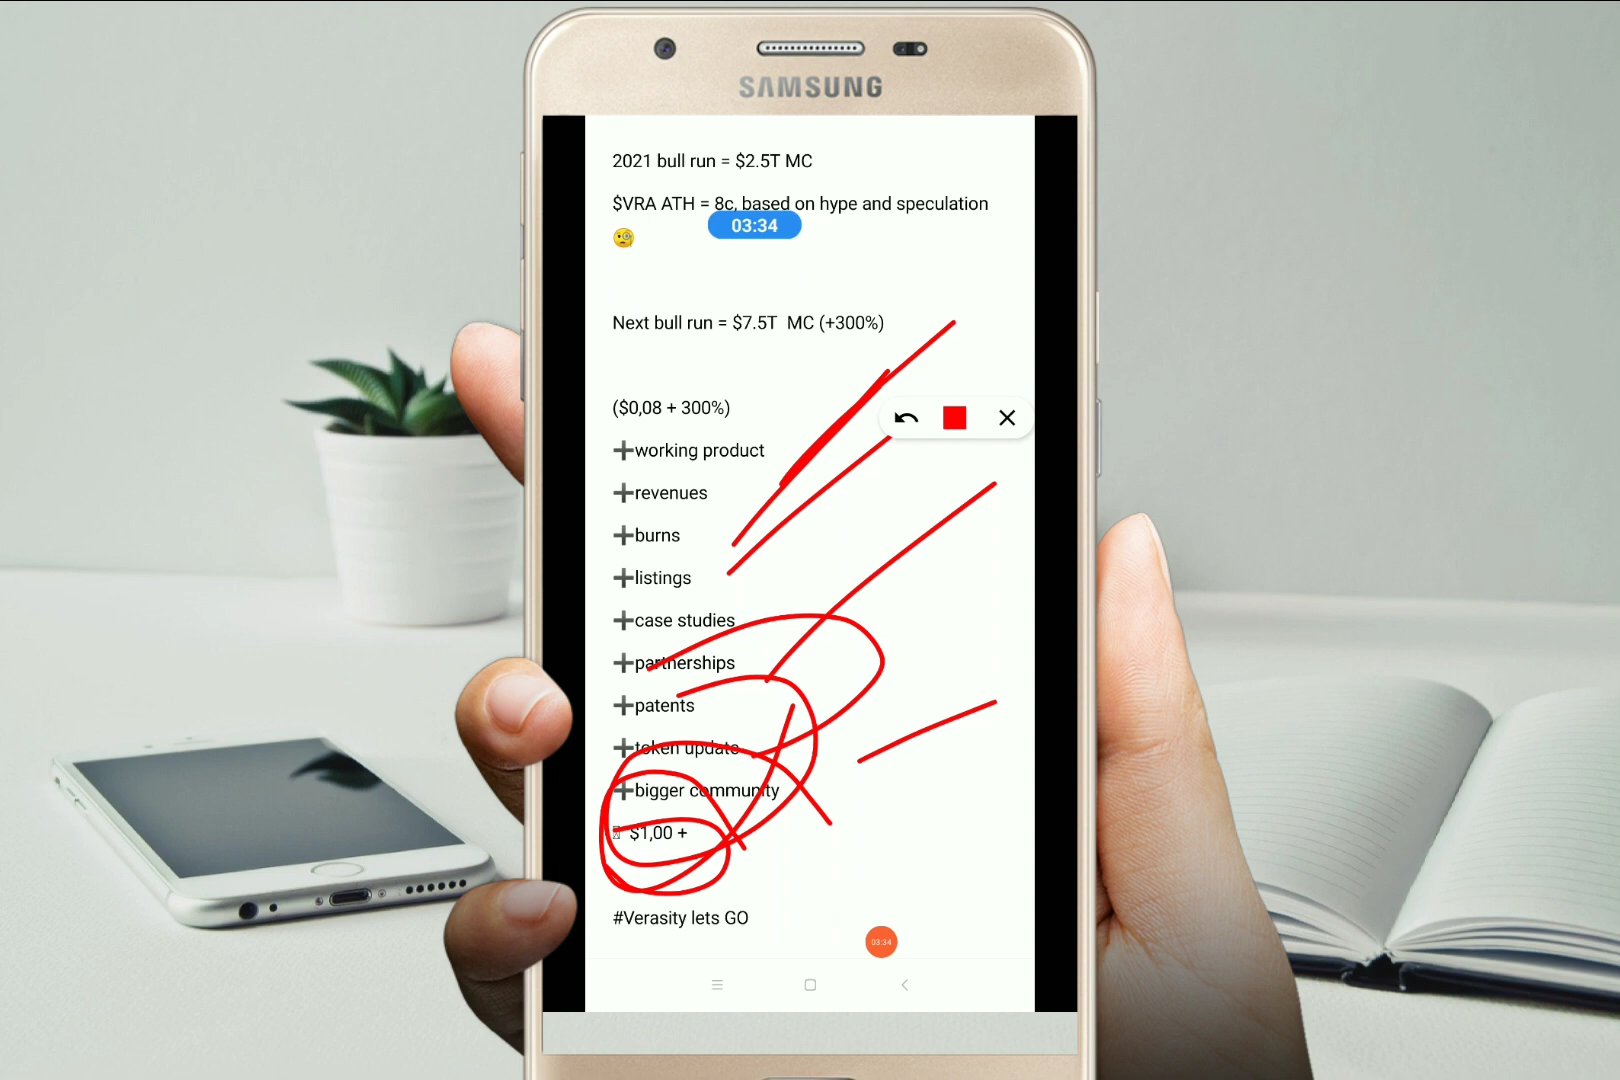 SAMSUNG
2021 bull run = $2.5T MC
$VRA ATH = 8c, based on hype and speculation
🧐
03:34
Next bull run = $7.5T  MC (+300%)
($0,08 + 300%)
➕working product
➕revenues
➕burns
➕listings
➕case studies
➕partnerships
➕patents
➕token update
➕bigger community
$1,00 +
#Verasity lets GO
03:34